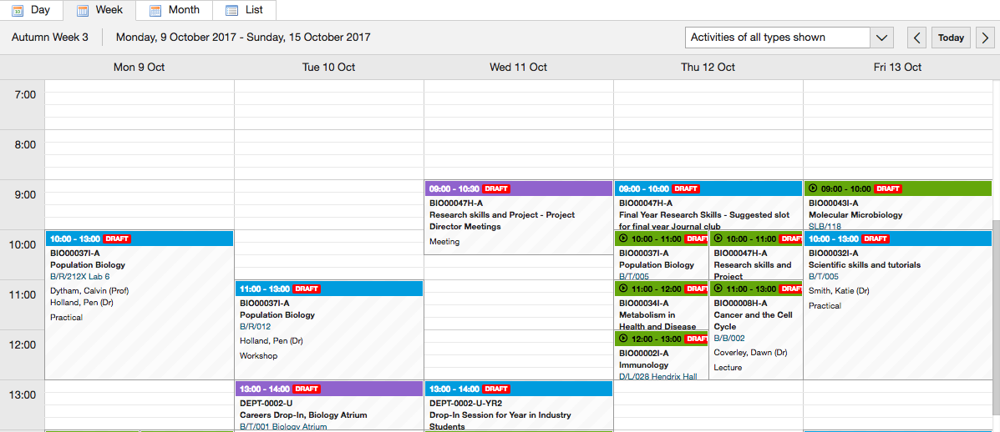 Day
Week
Month
List
Autumn Week 3
Monday, 9 October 2017 - Sunday, 15 October 2017
Activities of all types shown
Today
Mon 9 Oct
Tue 10 Oct
Wed 11 Oct
Thu 12 Oct
Fri 13 Oct
7:00
8:00
9:00
10:00
11:00
12:00
13:00
10:00 - 13:00 DRAFT
BIO00037I-A
Population Biology
B/R/212X Lab 6
Dytham, Calvin (Prof)
Holland, Pen (Dr)
Practical
11:00 - 13:00 DRAFT
BIO00037I-A
Population Biology
B/R/012
Holland, Pen (Dr)
Workshop
13:00 - 14:00 DRAFT
DEPT-0002-U
Careers Drop-In, Biology Atrium
B/T/001 Biology Atrium
09:00 - 10:30 DRAFT
BIO00047H-A
Research skills and Project - Project
Director Meetings
Meeting
13:00 - 14:00 DRAFT
DEPT-0002-U-YR2
Drop-In Session for Year in Industry
Students
09:00 - 10:00 DRAFT
BIO00047H-A
Final Year Research Skills - Suggested slot
for final year Journal club
10:00 - 11:00 DRAFT
BIO00037I-A
Population Biology
B/T/005
10:00 - 11:00 DRAFT
BIO00047H-A
Research skills and
Project
11:00 - 12:00 DRAFT
BIO00034I-A
Metabolism in
Health and Disease
11:00 - 13:00 DRAFT
BIO00008H-A
Cancer and the Cell
Cycle
B/B/002
Coverley, Dawn (Dr)
Lecture
12:00 - 13:00 DRAFT
BIO00002I-A
Immunology
D/L/028 Hendrix Hall
09:00 - 10:00 DRAFT
BIO00043I-A
Molecular Microbiology
SLB/118
10:00 - 13:00 DRAFT
BIO00032I-A
Scientific skills and tutorials
B/T/005
Smith, Katie (Dr)
Practical